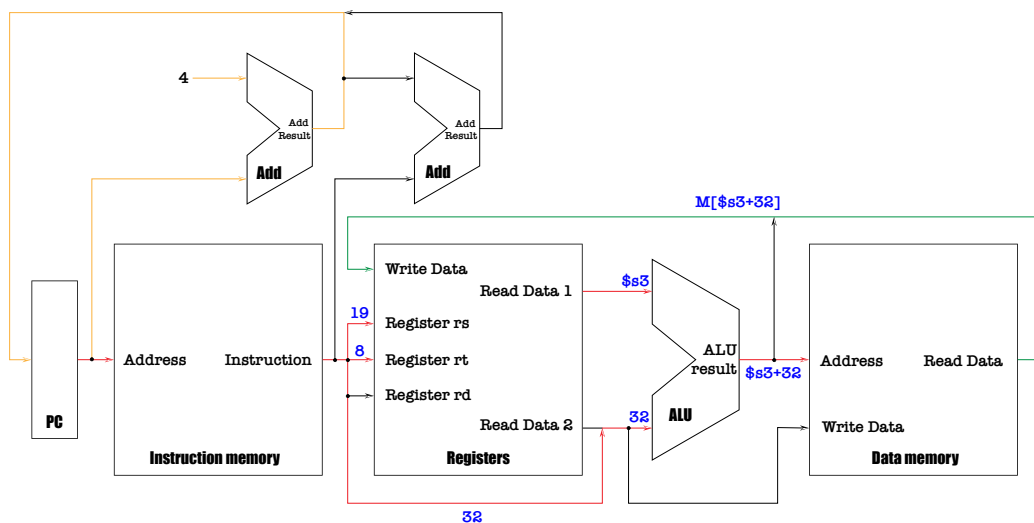 4
Add
Result
Add
Add
Result
Add
M[$s3+32]
Write Data
Read Data 1
$s3
19
Register rs
8
Address
Instruction
Register rt
ALU
result
$s3+32
Address
Read Data
Register rd
PC
Read Data 2
32
ALU
Write Data
Instruction memory
Registers
Data memory
32